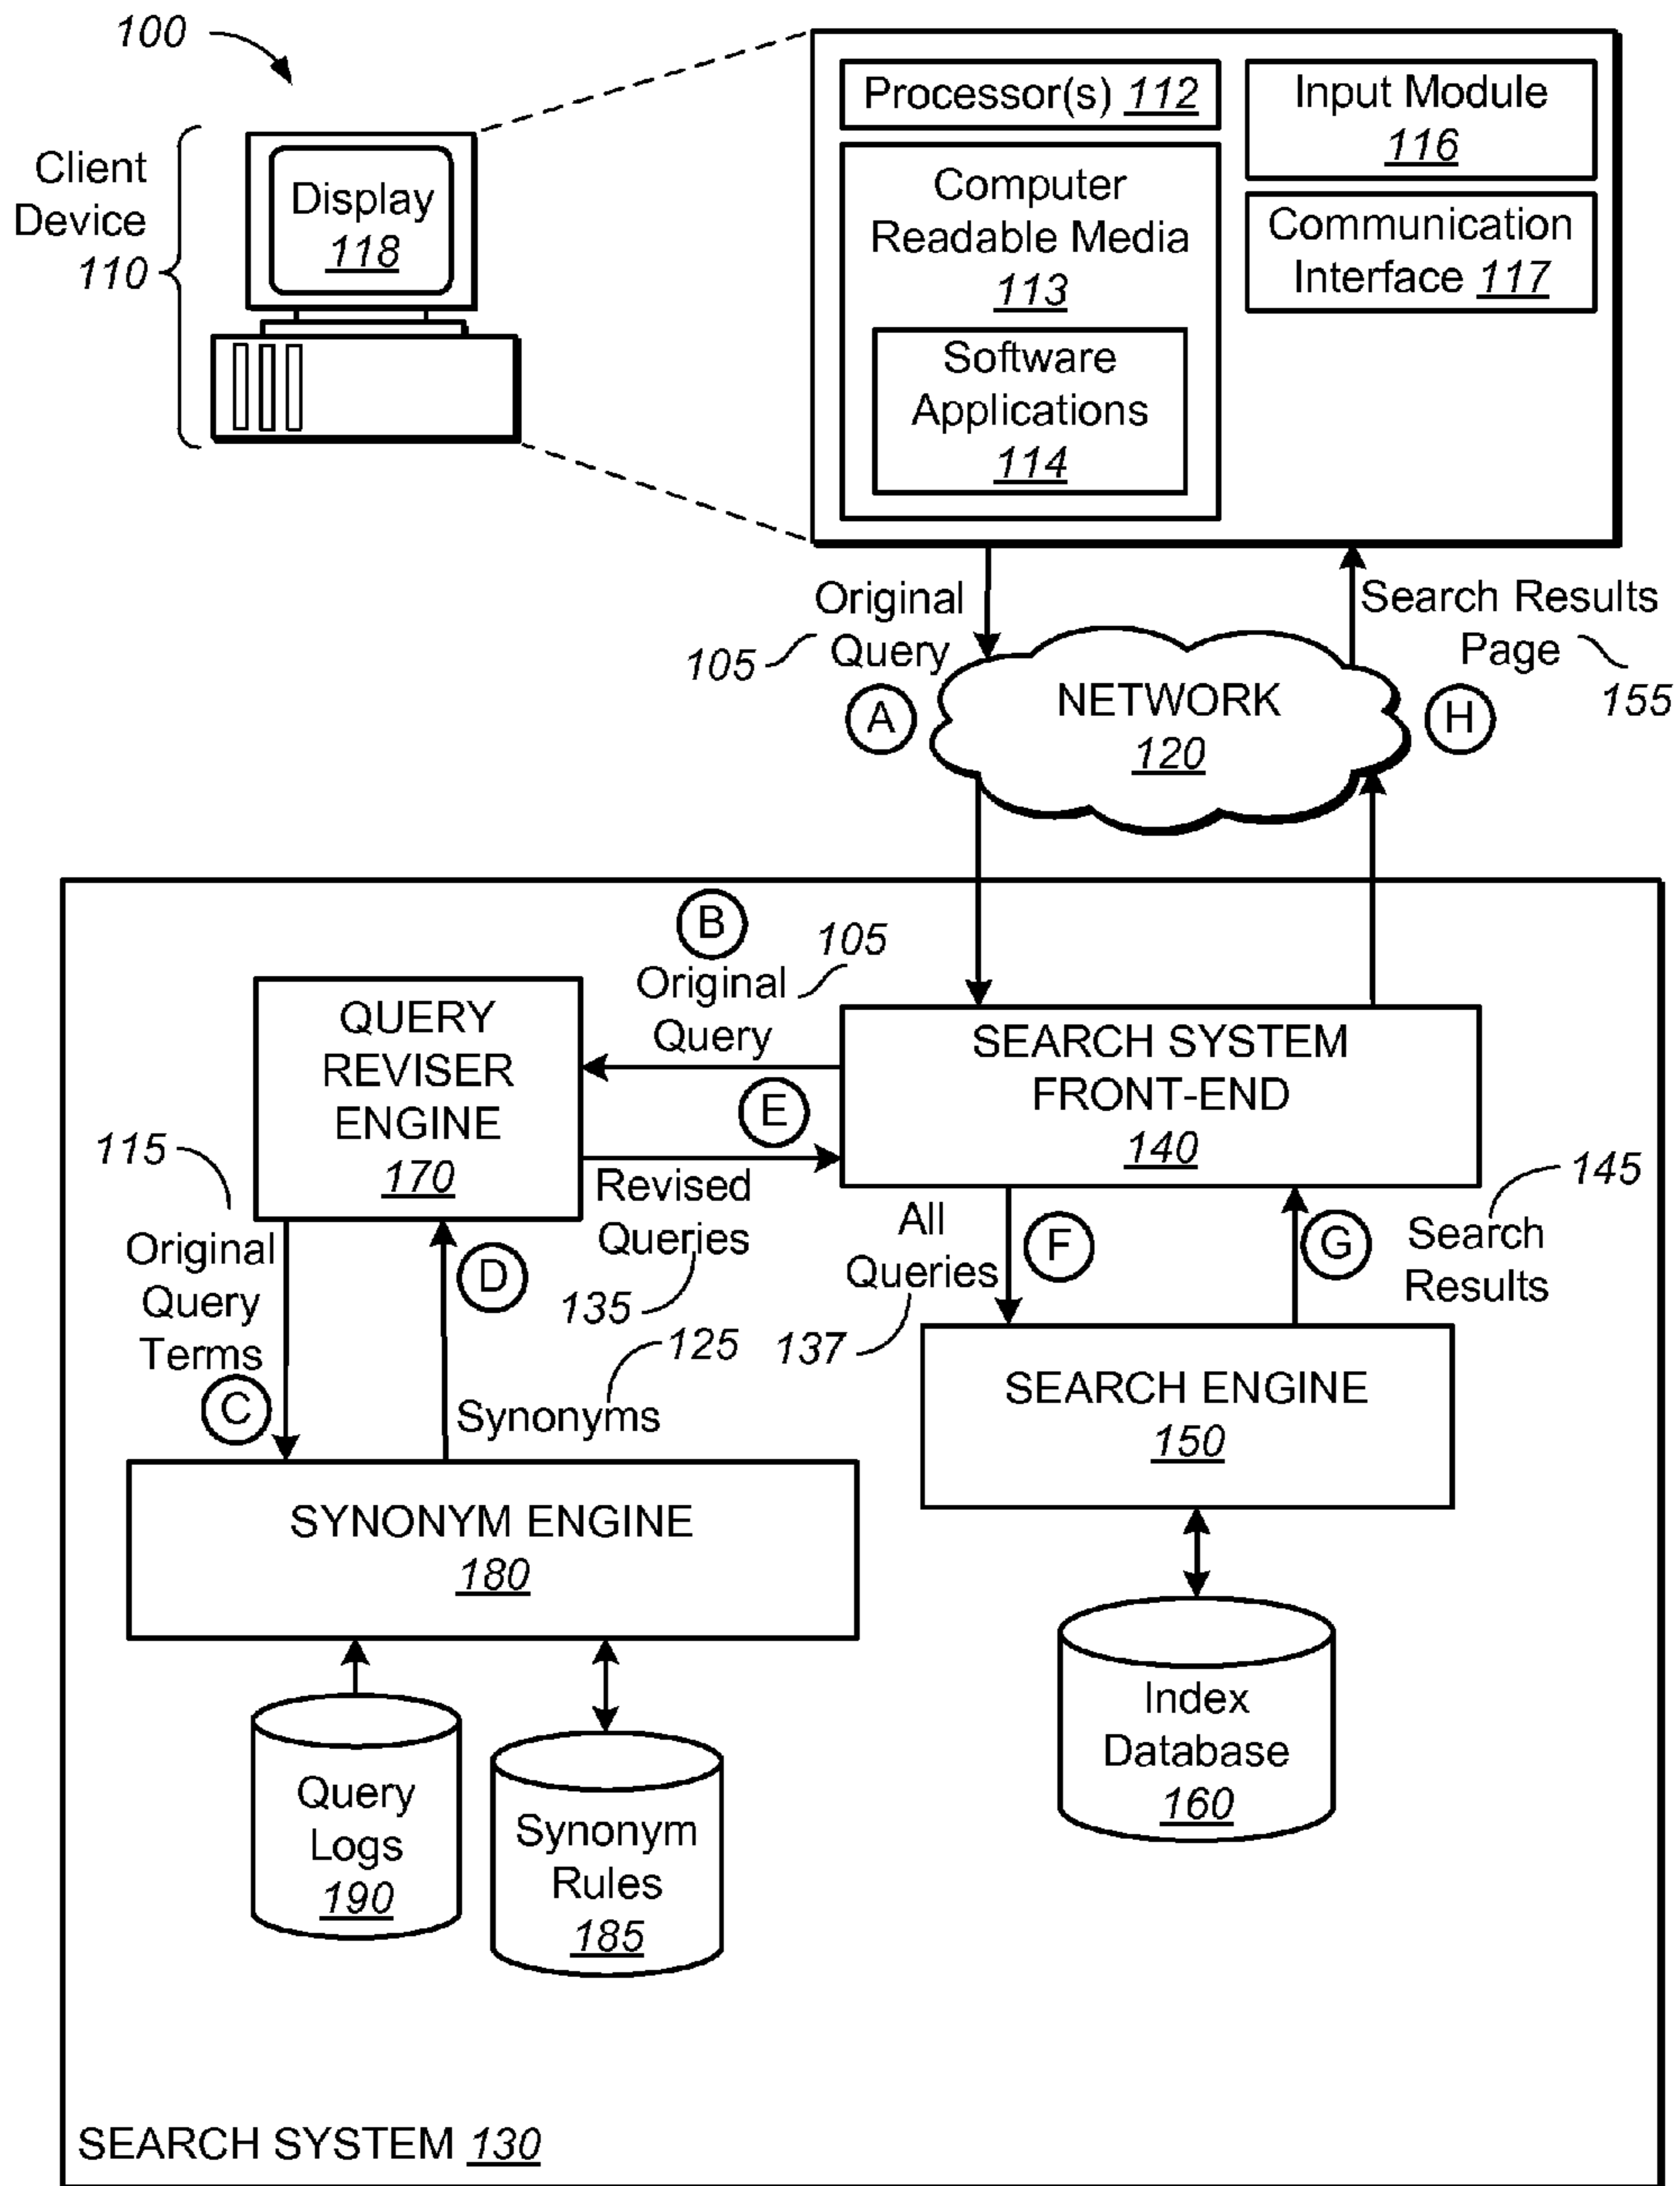 100
Client
Device
110
Display
118
Processor(s) 112
Computer
Readable Media
113
Software
Applications
114
Input Module
116
Communication
Interface 117
Original
Query
105
A
NETWORK
120
Search Results
Page
155
H
B
Original
Query
105
QUERY
REVISER
ENGINE
170
SEARCH SYSTEM
FRONT-END
140
E
Revised
Queries
135
115
Original
Query
Terms
C
D
Synonyms
125
All
Queries
137
F
G
Search
Results
145
SEARCH ENGINE
150
SYNONYM ENGINE
180
Query
Logs
190
Synonym
Rules
185
Index
Database
160
SEARCH SYSTEM 130